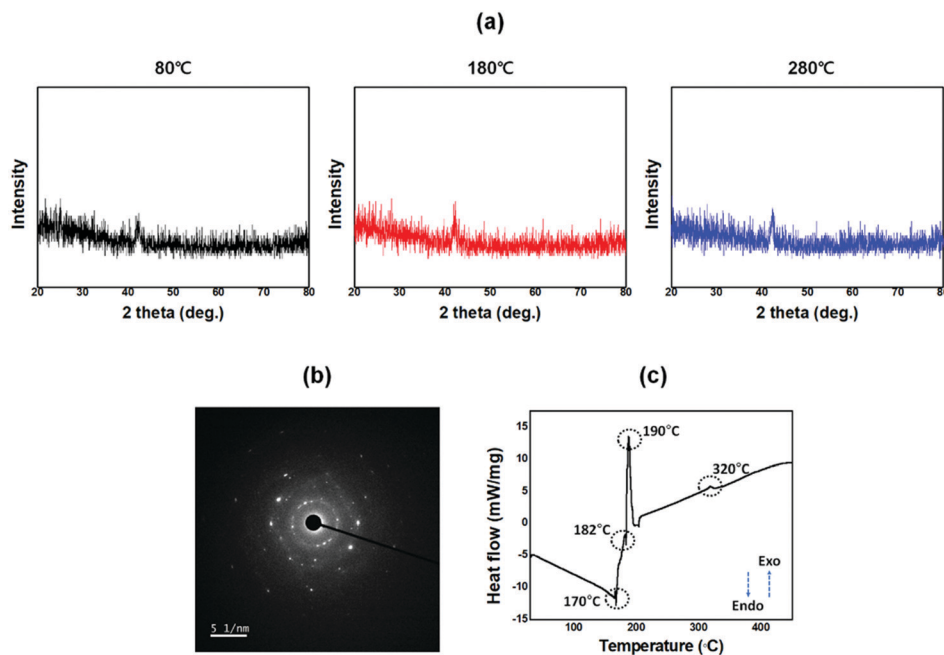 (a)
80℃
180℃
280℃
Intensity
Intensity
Intensity
20 30 40 50 60 70 80
20 30 40 50 60 70 80
20 30 40 50 60 70 80
2 theta (deg.)
2 theta (deg.)
2 theta (deg.)
(b)
(c)
5 1/nm
Heat flow (mW/mg)
15
10
5
0
-5
-10
-15
190°C
320°C
182°C
170°C
Exo
Endo
100 200 300 400
Temperature (◦C)